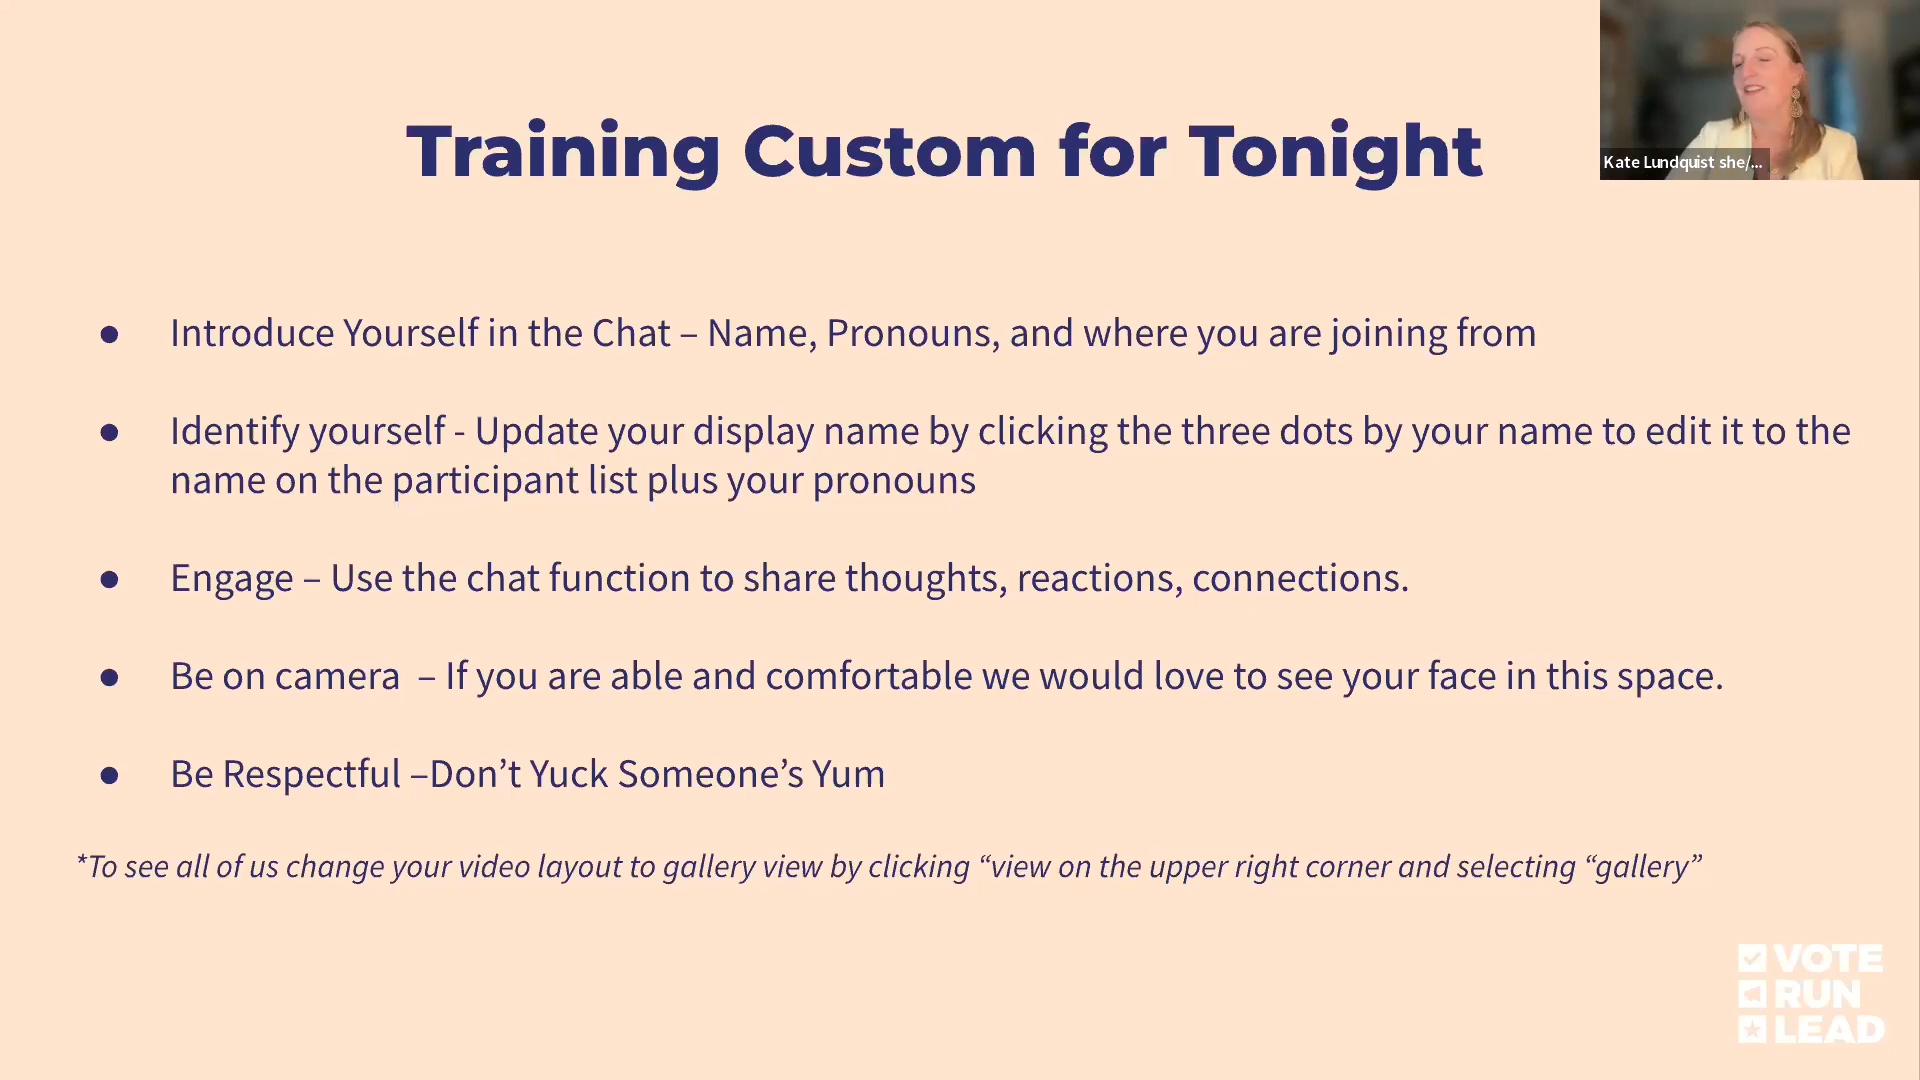 Training Custom for Tonight
Kate Lundquist she/...
● Introduce Yourself in the Chat – Name, Pronouns, and where you are joining from
● Identify yourself - Update your display name by clicking the three dots by your name to edit it to the
name on the participant list plus your pronouns
● Engage – Use the chat function to share thoughts, reactions, connections.
● Be on camera – If you are able and comfortable we would love to see your face in this space.
● Be Respectful –Don’t Yuck Someone’s Yum
*To see all of us change your video layout to gallery view by clicking “view on the upper right corner and selecting “gallery”
VOTE
RUN
LEAD